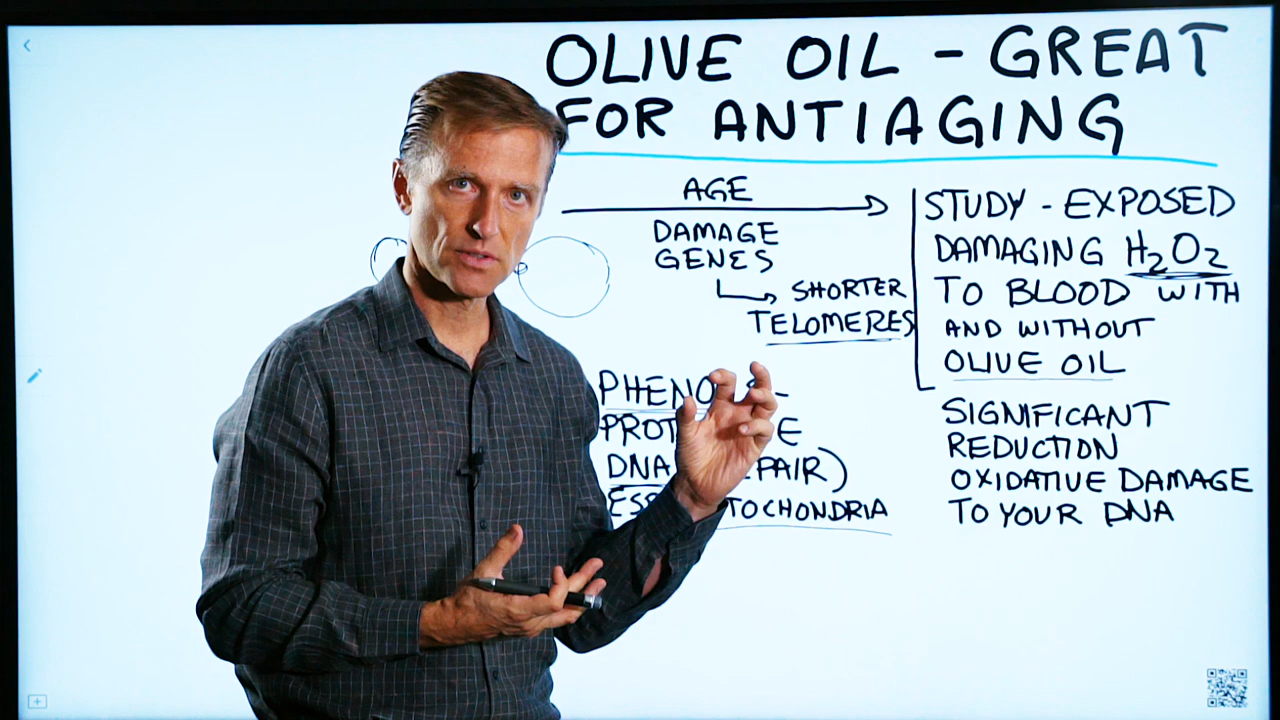 OLIVE OIL - GREAT
FOR ANTIAGING
AGE
DAMAGE
GENES
SHORTER
TELOMERES
STUDY - EXPOSED
DAMAGING H2O2
TO BLOOD WITH
AND WITHOUT
OLIVE OIL
SIGNIFICANT
REDUCTION
OXIDATIVE DAMAGE
TO YOUR DNA
DNA